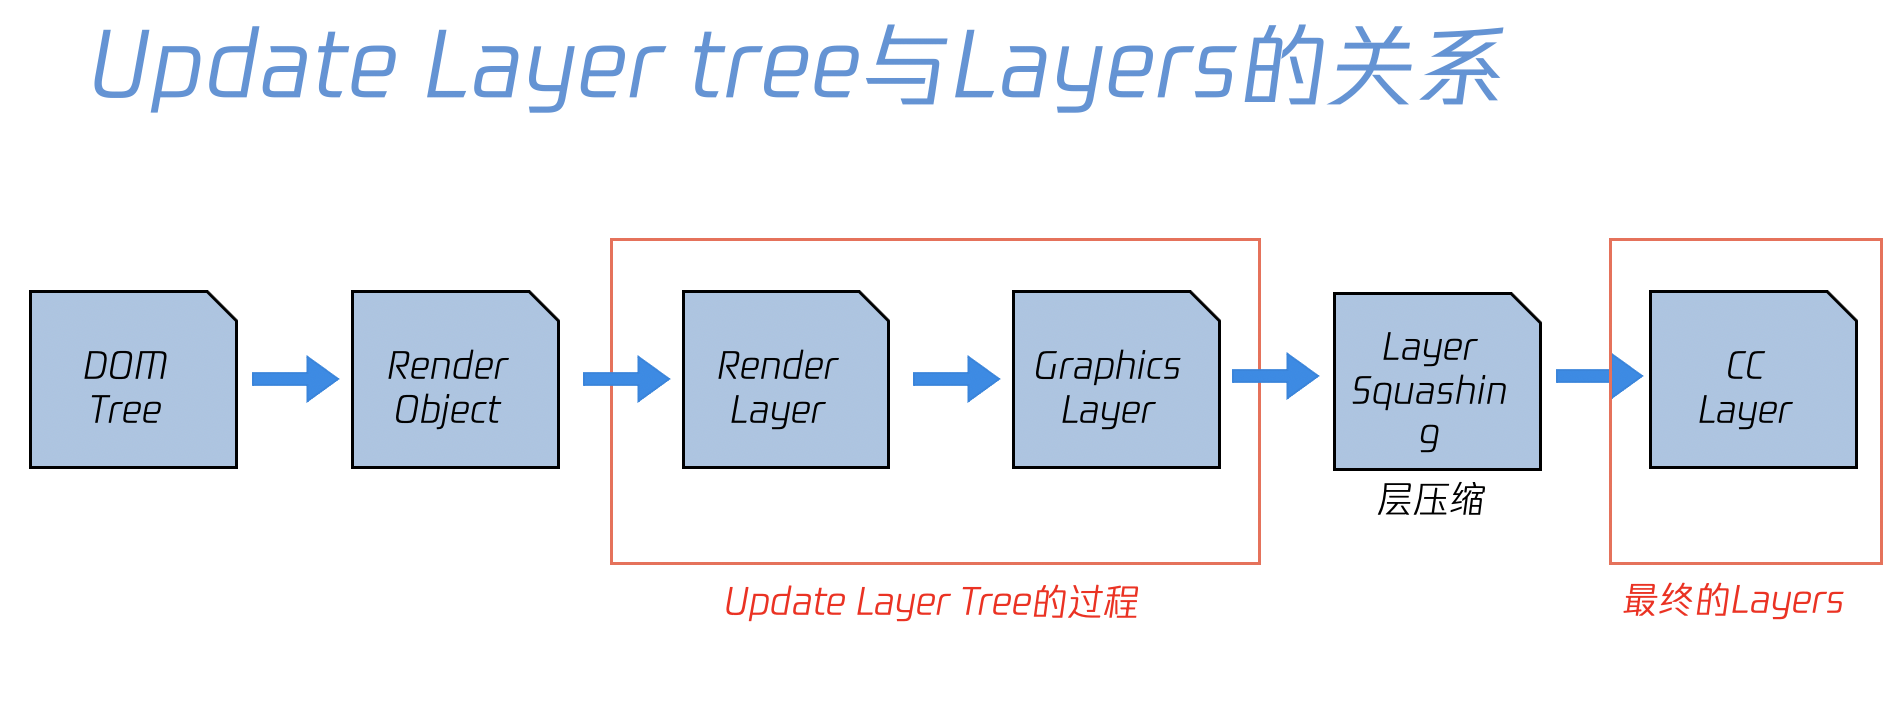 Update Layer tree与Layers的关系
DOM
Tree
Render
Object
Render
Layer
Graphics
Layer
Layer
Squashin
g
CC
Layer
层压缩
Update Layer Tree的过程
最终的Layers